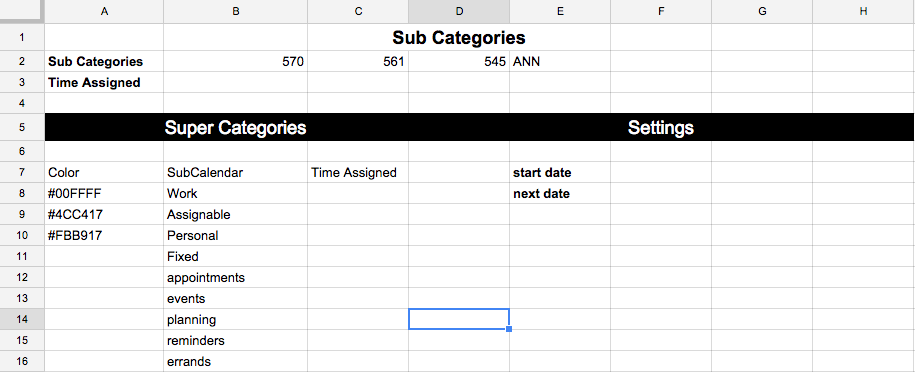 A B C D E F G H
1 Sub Categories
2 Sub Categories 570 561 545 ANN
3 Time Assigned
4
5 Super Categories Settings
6
7 Color SubCalendar Time Assigned start date
8 #00FFFF Work next date
9 #4CC417 Assignable
10 #FBB917 Personal
11 Fixed
12 appointments
13 events
14 planning
15 reminders
16 errands